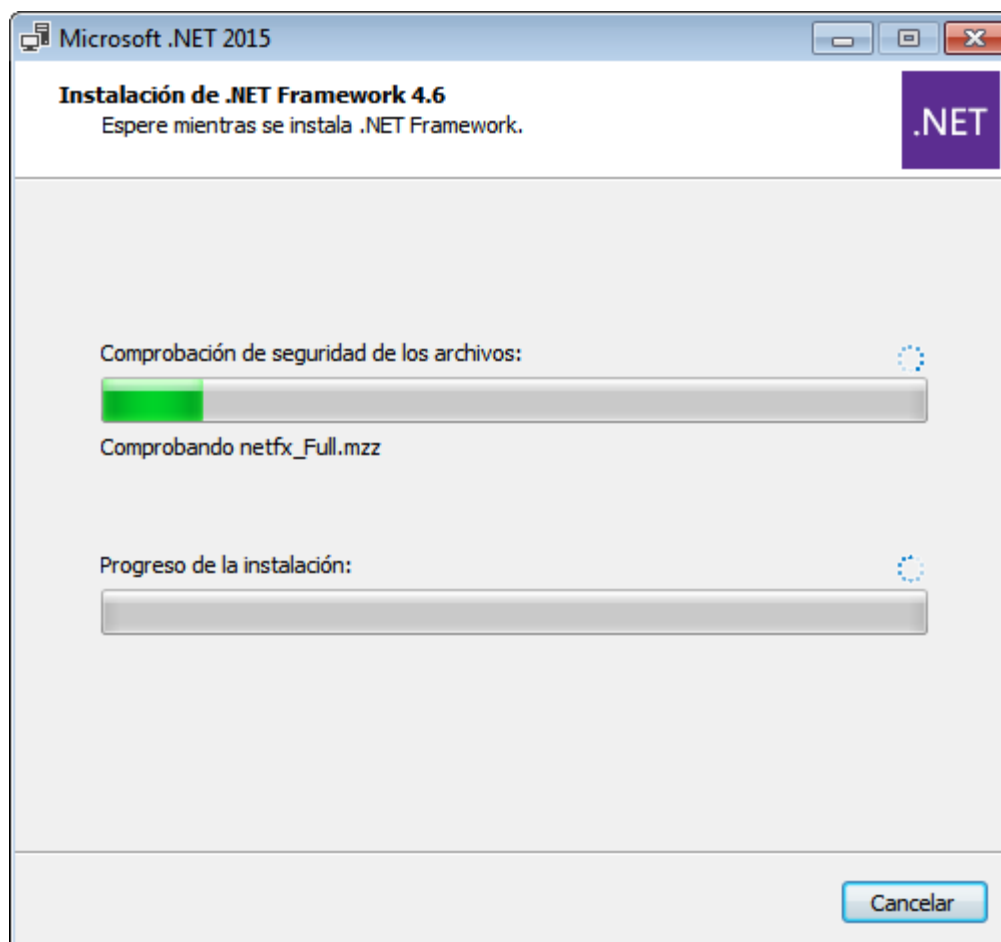 Microsoft .NET 2015
Instalación de .NET Framework 4.6
Espere mientras se instala .NET Framework.
.NET
Comprobación de seguridad de los archivos:
Comprobando netfx_Full.mzz
Progreso de la instalación:
Cancelar